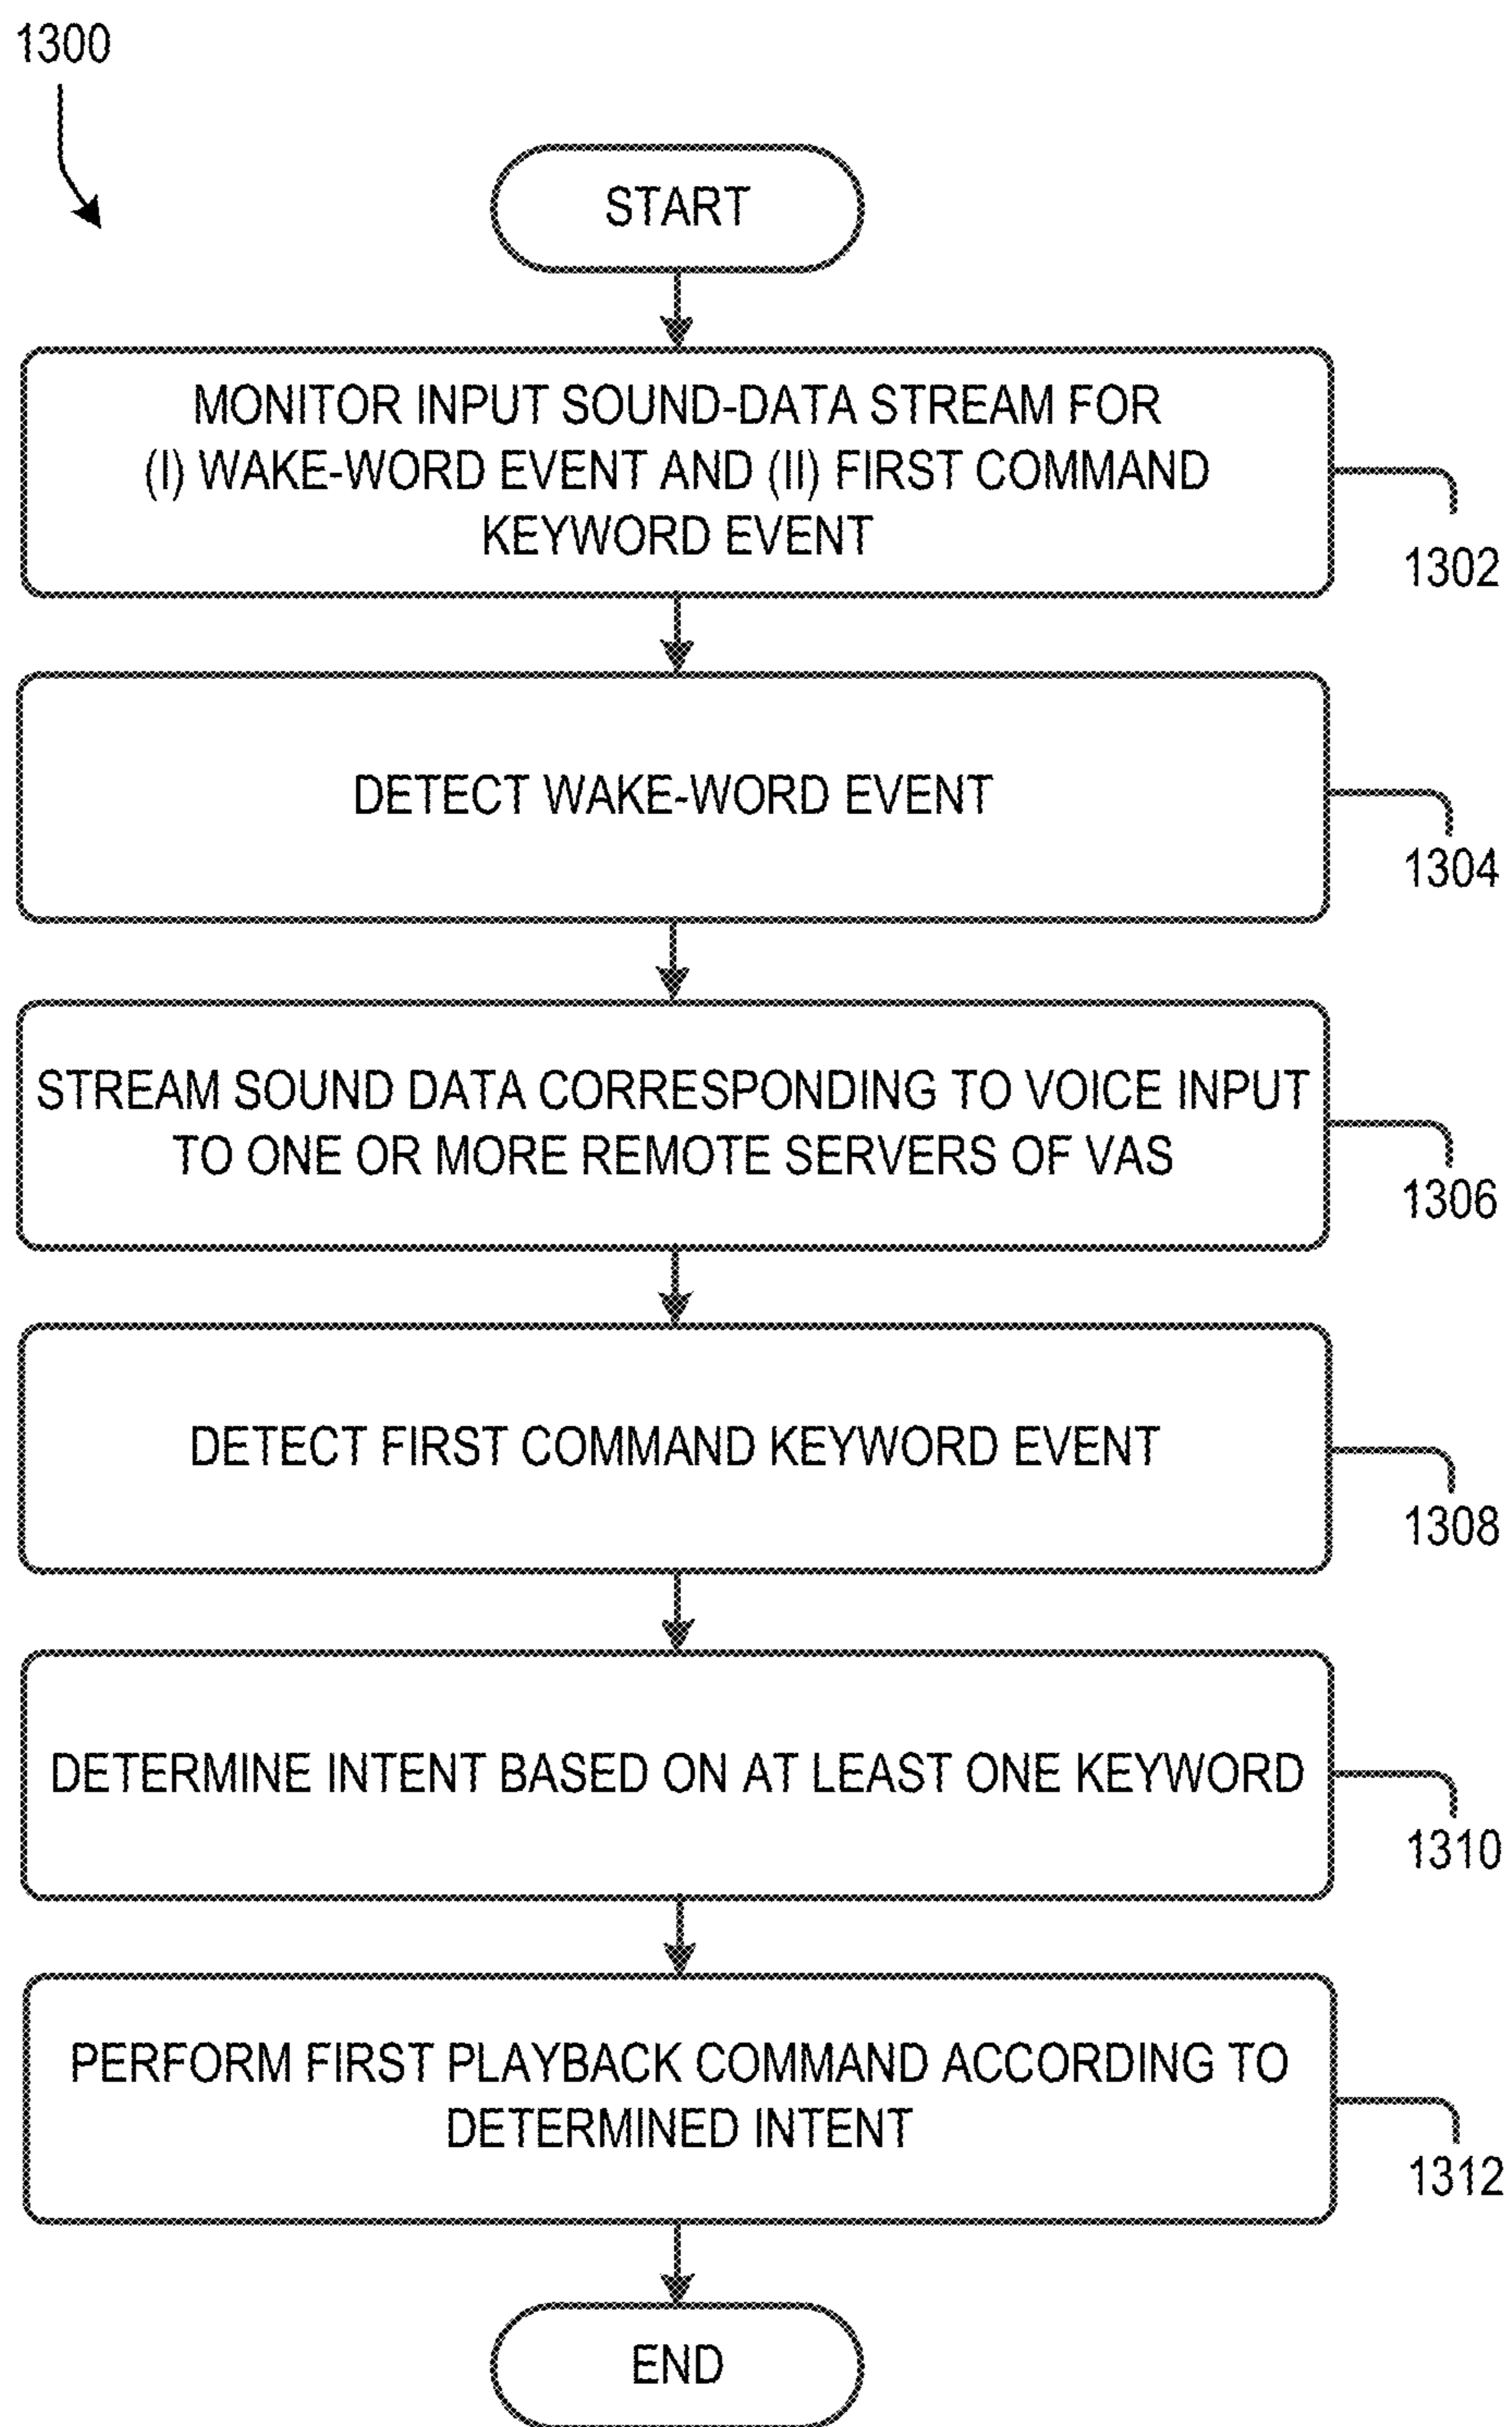 1300
START
MONITOR INPUT SOUND-DATA STREAM FOR
(I) WAKE-WORD EVENT AND (II) FIRST COMMAND
KEYWORD EVENT
1302
DETECT WAKE-WORD EVENT
1304
STREAM SOUND DATA CORRESPONDING TO VOICE INPUT
TO ONE OR MORE REMOTE SERVERS OF VAS
1306
DETECT FIRST COMMAND KEYWORD EVENT
1308
DETERMINE INTENT BASED ON AT LEAST ONE KEYWORD
1310
PERFORM FIRST PLAYBACK COMMAND ACCORDING TO
DETERMINED INTENT
1312
END